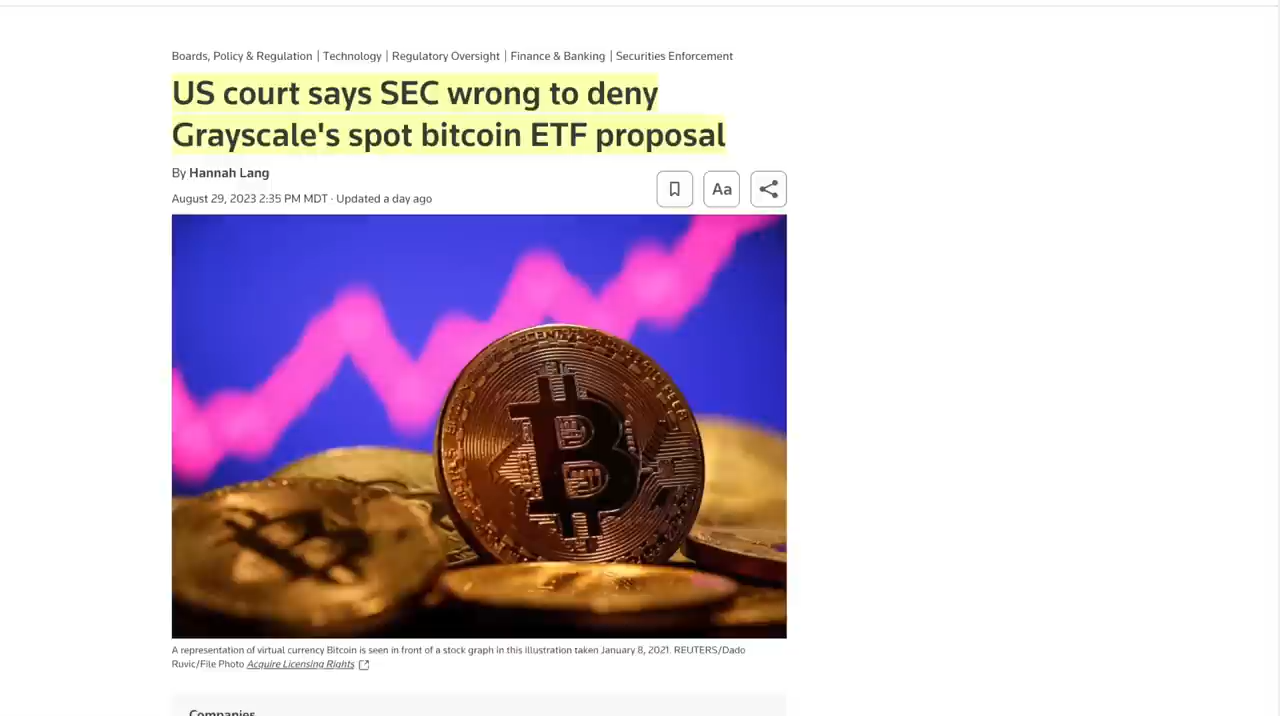 Boards, Policy & Regulation | Technology | Regulatory Oversight | Finance & Banking | Securities Enforcement
US court says SEC wrong to deny
Grayscale's spot bitcoin ETF proposal
By Hannah Lang
August 29, 2023 2:35 PM MDT · Updated a day ago
Aa
A representation of virtual currency Bitcoin is seen in front of a stock graph in this illustration taken January 8, 2021. REUTERS/Dado
Ruvic/File Photo Acquire Licensing Rights
Companies